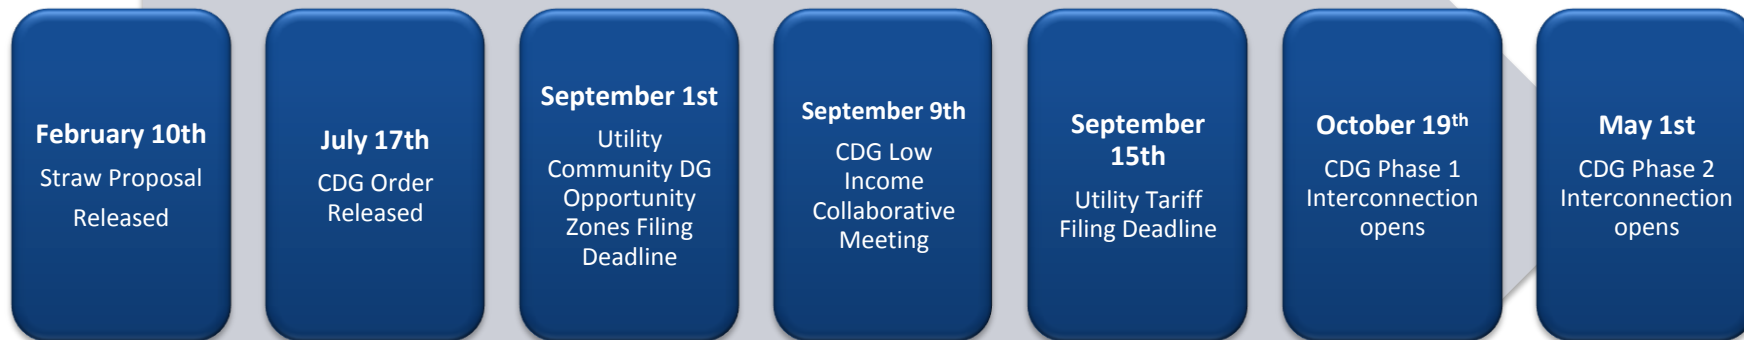 February 10th
Straw Proposal
Released
July 17th
CDG Order
Released
September 1st
Utility
Community DG
Opportunity
Zones Filing
Deadline
September 9th
CDG Low
Income
Collaborative
Meeting
September
15th
Utility Tariff
Filing Deadline
October 19th
CDG Phase 1
Interconnection
opens
May 1st
CDG Phase 2
Interconnection
opens